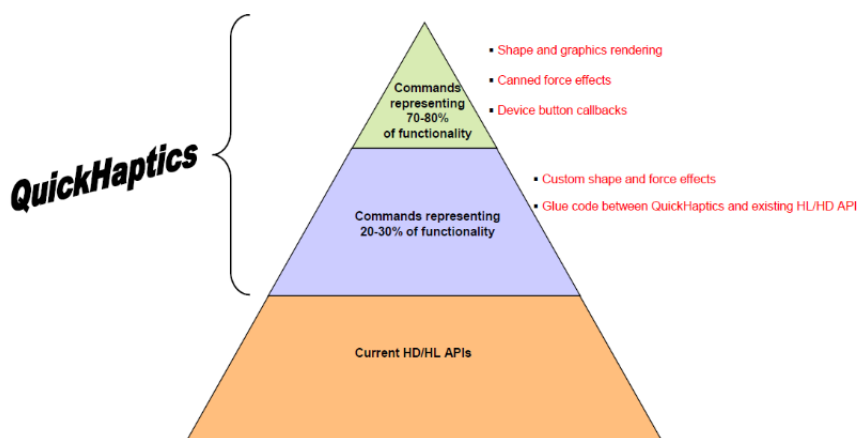 QuickHaptics
Commands
representing
70-80%
of functionality
▪ Shape and graphics rendering
▪ Canned force effects
▪ Device button callbacks
Commands representing
20-30% of functionality
▪ Custom shape and force effects
▪ Glue code between QuickHaptics and existing HL/HD API
Current HD/HL APIs